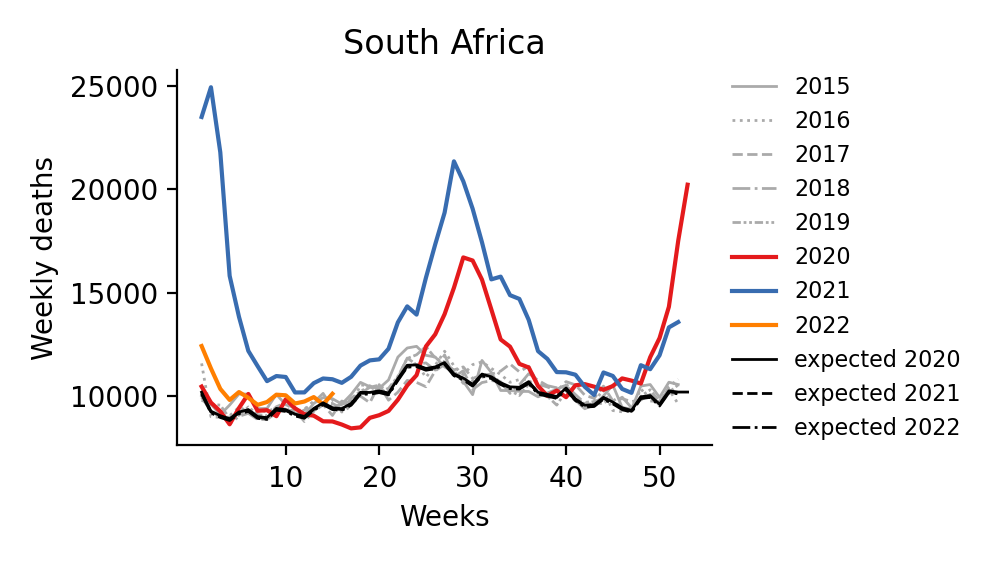 South Africa
Weekly deaths
25000
20000
15000
10000
10 20 30 40 50
Weeks
2015
2016
2017
2018
2019
2020
2021
2022
expected 2020
expected 2021
expected 2022